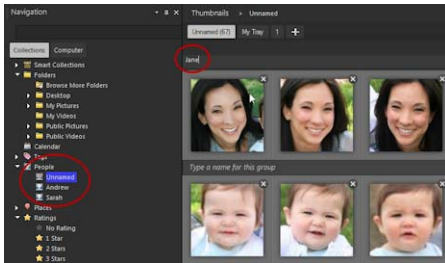 Navigation
Thumbnails > Unnamed
Unnamed (67) My Tray 1
Collections Computer
Jane
Smart Collections
Folders
Browse More Folders
Desktop
My Pictures
My Videos
Public Pictures
Public Videos
Calendar
Tags
People
Unnamed
Andrew
Sarah
Places
Ratings
No Rating
1 Star
2 Stars
3 Stars
Type a name for this group